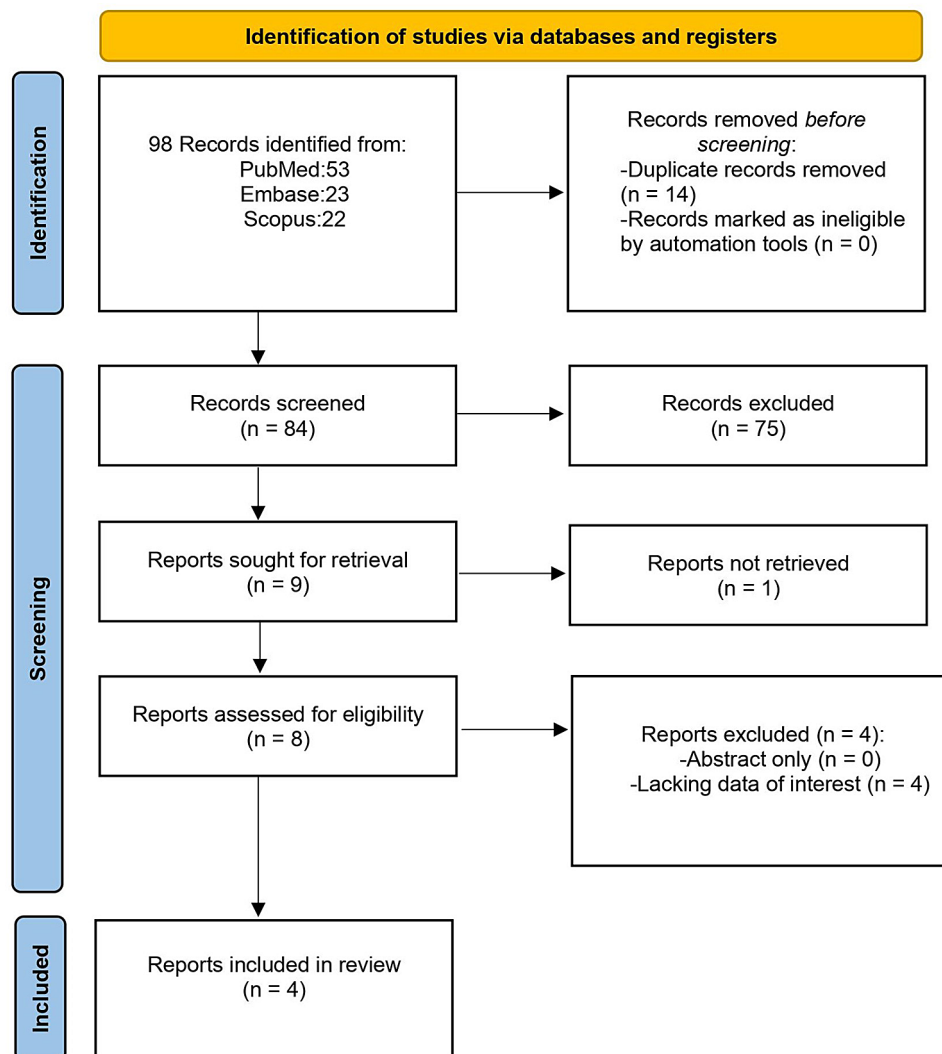 Identification of studies via databases and registers
Identification
98 Records identified from:
PubMed:53
Embase:23
Scopus:22
Records removed before
screening:
-Duplicate records removed
(n = 14)
-Records marked as ineligible
by automation tools (n = 0)
Screening
Records screened
(n = 84)
Records excluded
(n = 75)
Reports sought for retrieval
(n = 9)
Reports not retrieved
(n = 1)
Reports assessed for eligibility
(n = 8)
Reports excluded (n = 4):
-Abstract only (n = 0)
-Lacking data of interest (n = 4)
Included
Reports included in review
(n = 4)